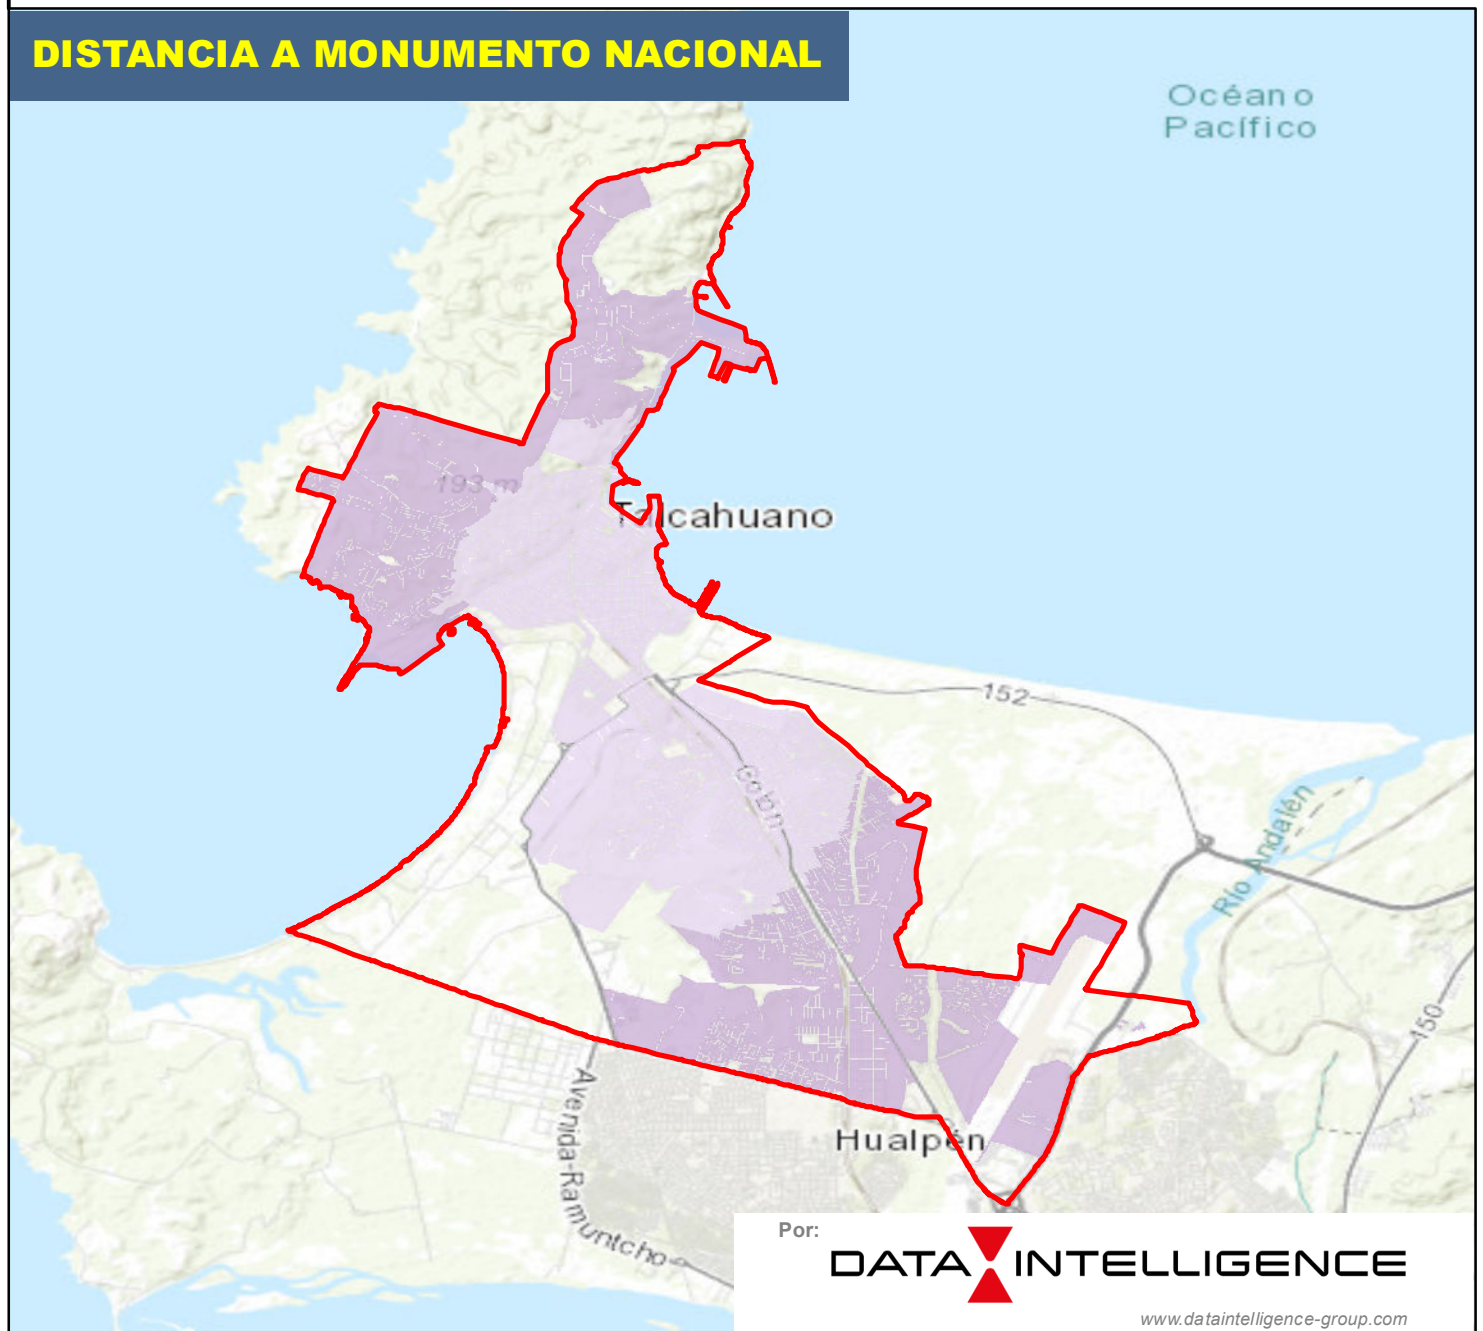 DISTANCIA A MONUMENTO NACIONAL
Océano
Pacífico
193 m
Talcahuano
152
Colón
Río Andalén
150
Avenida-Ramuntcho
Hualpén
Por:
DATA INTELLIGENCE
www.dataintelligence-group.com